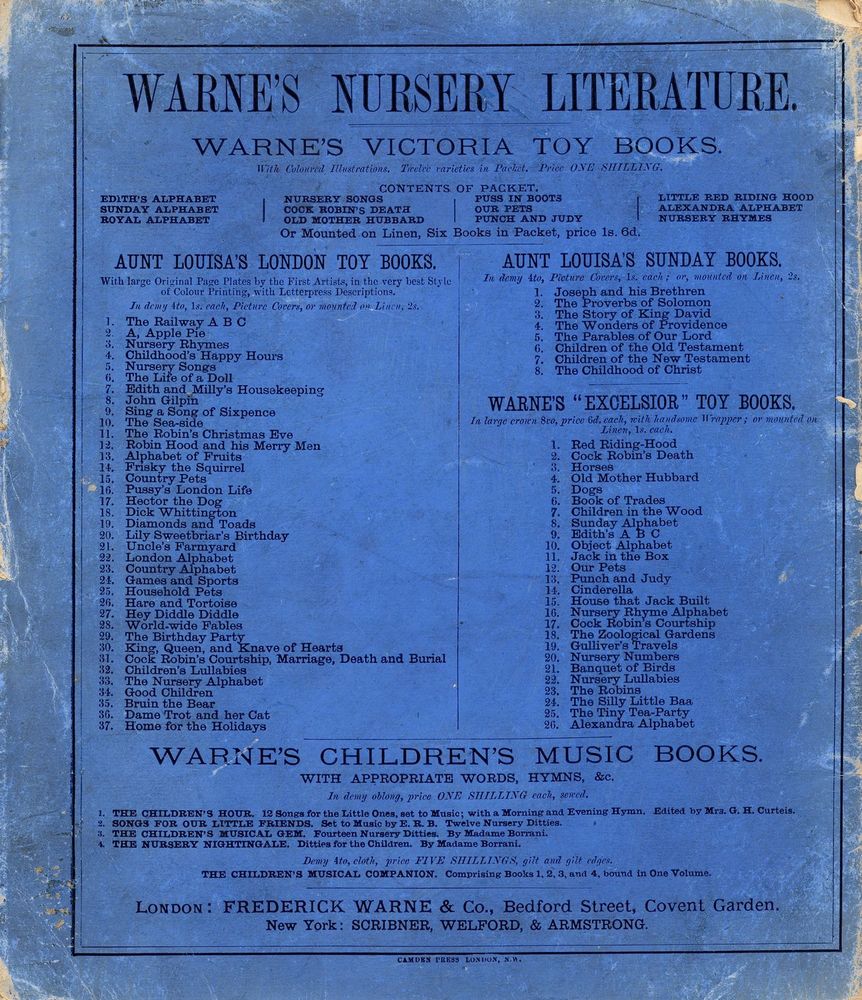 WARNE'S NURSERY LITERATURE.
WARNE'S VICTORIA TOY BOOKS.
With Coloured Illustrations. Twelve varieties in Packet. Price ONE SHILLING.
CONTENTS OF PACKET.
EDITH'S ALPHABET
SUNDAY ALPHABET
ROYAL ALPHABET
NURSERY SONGS
COCK ROBIN'S DEATH
OLD MOTHER HUBBARD
PUSS IN BOOTS
OUR PETS
PUNCH AND JUDY
LITTLE RED RIDING HOOD
ALEXANDRA ALPHABET
NURSERY RHYMES
Or Mounted on Linen, Six Books in Packet, price 1s. 6d.
AUNT LOUISA'S LONDON TOY BOOKS.
With large Original Page Plates by the First Artists, in the very best Style
of Colour Printing, with Letterpress Descriptions.
In demy 4to, 1s. each, Picture Covers, or mounted on Linen, 2s.
1. The Railway A B C
2. A, Apple Pie
3. Nursery Rhymes
4. Childhood's Happy Hours
5. Nursery Songs
6. The Life of a Doll
7. Edith and Milly's Housekeeping
8. John Gilpin
9. Sing a Song of Sixpence
10. The Sea-side
11. The Robin's Christmas Eve
12. Robin Hood and his Merry Men
13. Alphabet of Fruits
14. Frisky the Squirrel
15. Country Pets
16. Pussy's London Life
17. Hector the Dog
18. Dick Whittington
19. Diamonds and Toads
20. Lily Sweetbriar's Birthday
21. Uncle's Farmyard
22. London Alphabet
23. Country Alphabet
24. Games and Sports
25. Household Pets
26. Hare and Tortoise
27. Hey Diddle Diddle
28. World-wide Fables
29. The Birthday Party
30. King, Queen, and Knave of Hearts
31. Cock Robin's Courtship, Marriage, Death and Burial
32. Children's Lullabies
33. The Nursery Alphabet
34. Good Children
35. Bruin the Bear
36. Dame Trot and her Cat
37. Home for the Holidays
AUNT LOUISA'S SUNDAY BOOKS.
In demy 4to, Picture Covers, 1s. each; or, mounted on Linen, 2s.
1. Joseph and his Brethren
2. The Proverbs of Solomon
3. The Story of King David
4. The Wonders of Providence
5. The Parables of Our Lord
6. Children of the Old Testament
7. Children of the New Testament
8. The Childhood of Christ
WARNE'S "EXCELSIOR" TOY BOOKS.
In large crown 8vo, price 6d. each, with handsome Wrapper; or mounted on
Linen, 1s. each.
1. Red Riding-Hood
2. Cock Robin's Death
3. Horses
4. Old Mother Hubbard
5. Dogs
6. Book of Trades
7. Children in the Wood
8. Sunday Alphabet
9. Edith's A B C
10. Object Alphabet
11. Jack in the Box
12. Our Pets
13. Punch and Judy
14. Cinderella
15. House that Jack Built
16. Nursery Rhyme Alphabet
17. Cock Robin's Courtship
18. The Zoological Gardens
19. Gulliver's Travels
20. Nursery Numbers
21. Banquet of Birds
22. Nursery Lullabies
23. The Robins
24. The Silly Little Baa
25. The Tiny Tea-Party
26. Alexandra Alphabet
WARNE'S CHILDREN'S MUSIC BOOKS.
WITH APPROPRIATE WORDS, HYMNS, &c.
In demy oblong, price ONE SHILLING each, sewed.
1. THE CHILDREN'S HOUR. 12 Songs for the Little Ones, set to Music; with a Morning and Evening Hymn. Edited by Mrs. G. H. Curteis.
2. SONGS FOR OUR LITTLE FRIENDS. Set to Music by E. R. B. Twelve Nursery Ditties.
3. THE CHILDREN'S MUSICAL GEM. Fourteen Nursery Ditties. By Madame Borrani.
4. THE NURSERY NIGHTINGALE. Ditties for the Children. By Madame Borrani.
Demy 4to, cloth, price FIVE SHILLINGS, gilt and gilt edges.
THE CHILDREN'S MUSICAL COMPANION. Comprising Books 1, 2, 3, and 4, bound in One Volume.
LONDON: FREDERICK WARNE & Co., Bedford Street, Covent Garden.
New York: SCRIBNER, WELFORD, & ARMSTRONG.
CAMDEN PRESS LONDON, N.W.